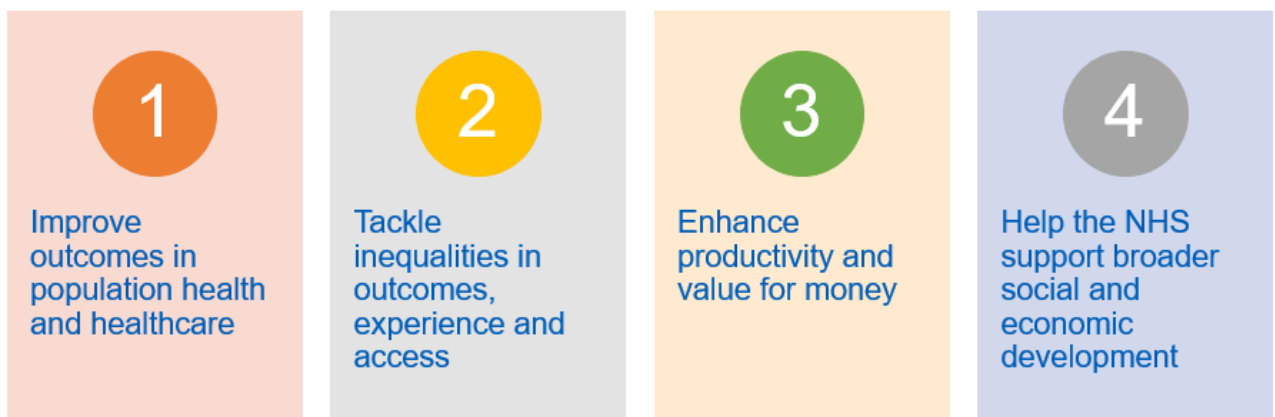 1
Improve
outcomes in
population health
and healthcare
2
Tackle
inequalities in
outcomes,
experience and
access
3
Enhance
productivity and
value for money
4
Help the NHS
support broader
social and
economic
development